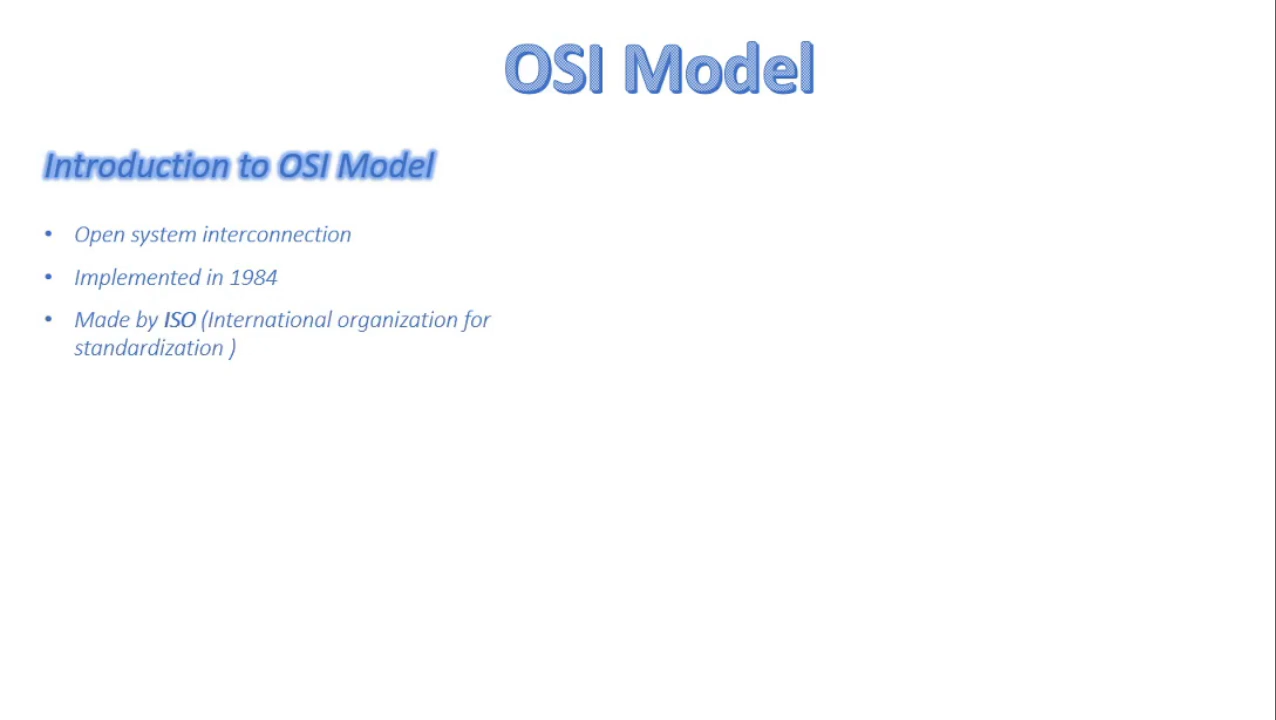 OSI Model
Introduction to OSI Model
• Open system interconnection
• Implemented in 1984
• Made by ISO (International organization for
standardization )